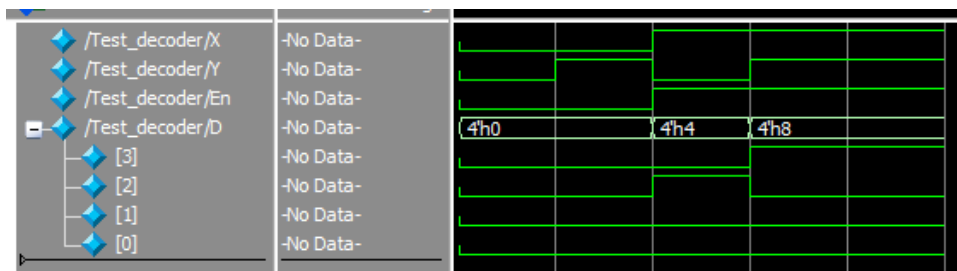 /Test_decoder/X -No Data-
/Test_decoder/Y -No Data-
/Test_decoder/En -No Data-
/Test_decoder/D -No Data- 4'h0 4'h4 4'h8
[3] -No Data-
[2] -No Data-
[1] -No Data-
[0] -No Data-